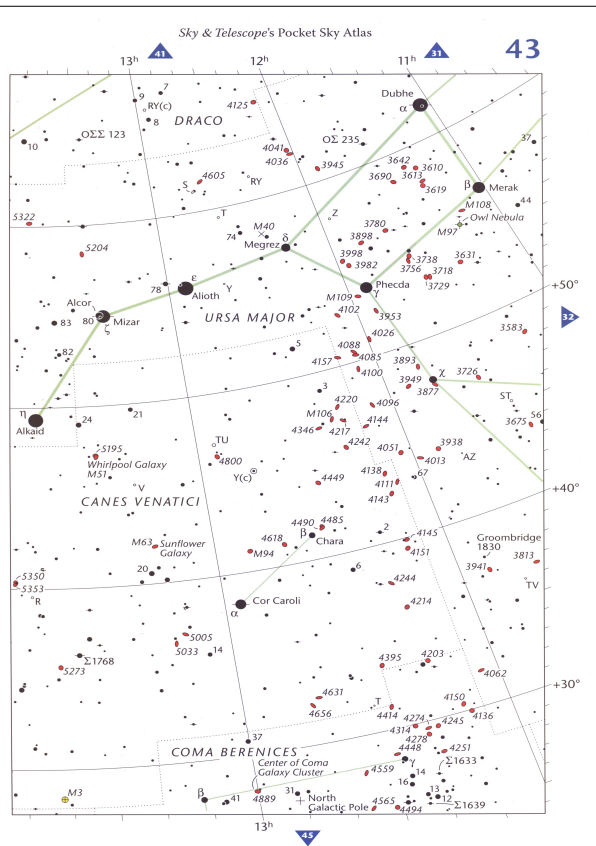 Sky & Telescope's Pocket Sky Atlas
41
31
43
13h
12h
11h
Dubhe
α
7
9
RY(c)
8
4125
DRACO
10
ΟΣΣ 123
ΟΣ 235
37
4041
4036
3945
3642
3610
3690
3613
3619
β
Merak
4605
S
RY
44
M108
Owl Nebula
M97
5322
T
Z
M40
74
Megrez
δ
3780
3898
5204
3998
3982
3738
3756
3718
3729
3631
+50°
78
ε
Alioth
Y
Phecda
γ
M109
Alcor
80
Mizar
ζ
83
URSA MAJOR
4102
3953
32
3583
4026
82
5
4088
4085
4157
4100
3893
χ
3726
3949
3877
η
Alkaid
3
4220
4096
ST
24
21
M106
4346
4217
4144
3675
56
TU
4242
4051
3938
AZ
4013
5195
Whirlpool Galaxy
M51
4800
Y(c)
4138
67
V
4449
4111
4143
+40°
CANES VENATICI
4490
4485
β
Chara
2
4145
4151
Groombridge
1830
3813
M63
Sunflower
Galaxy
4618
M94
3941
5350
5353
20
6
TV
R
4244
Cor Caroli
α
4214
5005
5033
14
Σ1768
5273
4395
4203
4062
+30°
4631
4656
T
4414
4150
4136
4274
4245
4314
4278
37
COMA BERENICES
4448
4251
γ
Σ1633
Center of Coma
Galaxy Cluster
4559
14
16
M3
β
41
4889
31
North
Galactic Pole
13
12
4565
4494
Σ1639
13h
45